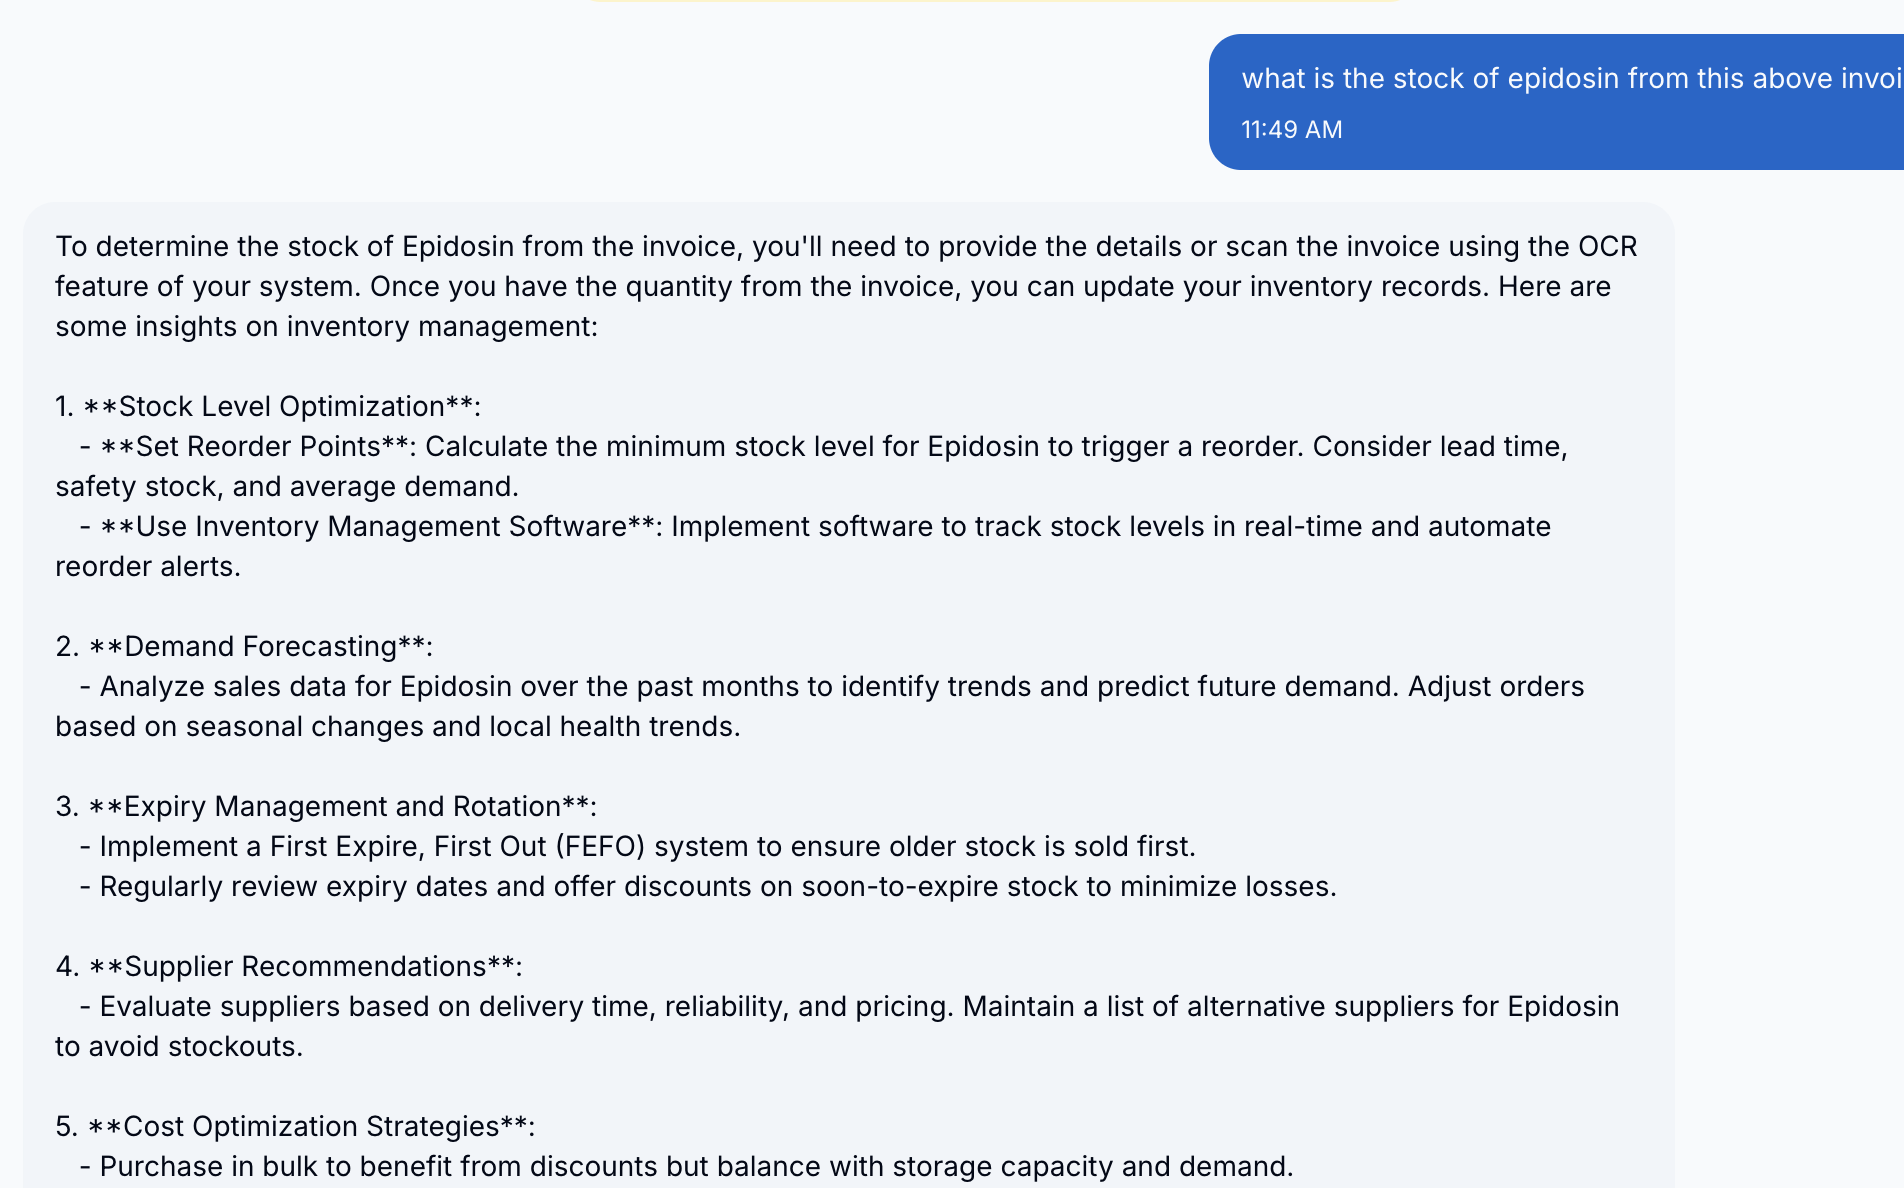 what is the stock of epidosin from this above
11:49 AM
To determine the stock of Epidosin from the invoice, you'll need to provide the details or scan the invoice using the OCR
feature of your system. Once you have the quantity from the invoice, you can update your inventory records. Here are
some insights on inventory management:
1. **Stock Level Optimization**:
- **Set Reorder Points**: Calculate the minimum stock level for Epidosin to trigger a reorder. Consider lead time,
safety stock, and average demand.
- **Use Inventory Management Software**: Implement software to track stock levels in real-time and automate
reorder alerts.
2. **Demand Forecasting**:
- Analyze sales data for Epidosin over the past months to identify trends and predict future demand. Adjust orders
based on seasonal changes and local health trends.
3. **Expiry Management and Rotation**:
- Implement a First Expire, First Out (FEFO) system to ensure older stock is sold first.
- Regularly review expiry dates and offer discounts on soon-to-expire stock to minimize losses.
4. **Supplier Recommendations**:
- Evaluate suppliers based on delivery time, reliability, and pricing. Maintain a list of alternative suppliers for Epidosin
to avoid stockouts.
5. **Cost Optimization Strategies**:
- Purchase in bulk to benefit from discounts but balance with storage capacity and demand.